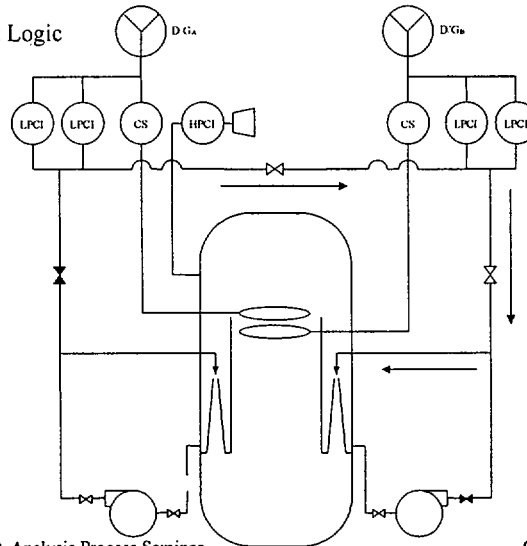 Logic
D/GA
D/GB
LPCI
LPCI
CS
HPCI
CS
LPCI
LPCI
Analysis Process Seminar